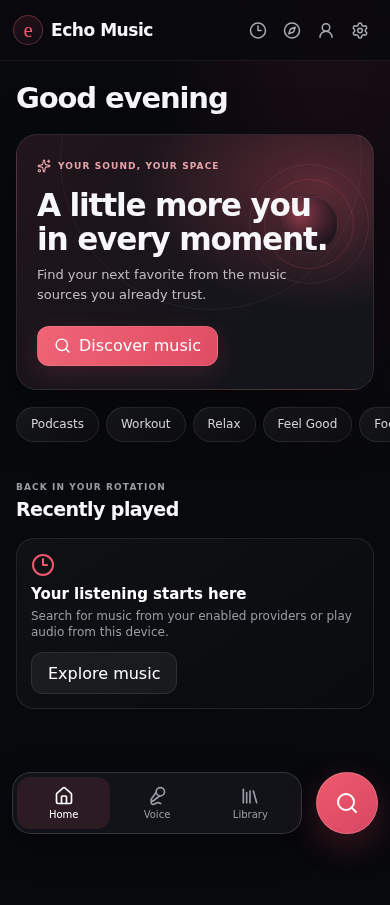 e Echo Music
Good evening
YOUR SOUND, YOUR SPACE
A little more you
in every moment.
Find your next favorite from the music
sources you already trust.
Discover music
Podcasts Workout Relax Feel Good
BACK IN YOUR ROTATION
Recently played
Your listening starts here
Search for music from your enabled providers or play
audio from this device.
Explore music
Home Voice Library